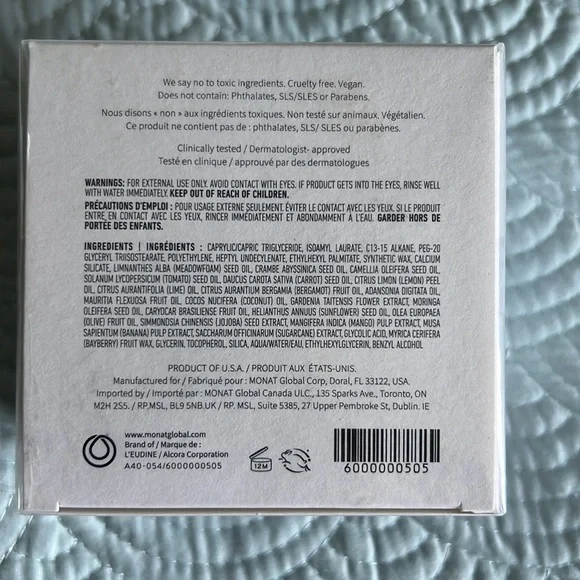 We say no to toxic ingredients. Cruelty free. Vegan.
Does not contain: Phthalates, SLS/SLES or Parabens.
Nous disons « non » aux ingrédients toxiques. Non testé sur animaux. Végétalien.
Ce produit ne contient pas de : phthalates, SLS/ SLES ou parabènes.
Clinically tested / Dermatologist- approved
Testé en clinique / approuvé par des dermatologues
WARNINGS: FOR EXTERNAL USE ONLY. AVOID CONTACT WITH EYES. IF PRODUCT GETS INTO THE EYES, RINSE WELL
WITH WATER IMMEDIATELY. KEEP OUT OF REACH OF CHILDREN.
PRÉCAUTIONS D'EMPLOI : POUR USAGE EXTERNE SEULEMENT. ÉVITER LE CONTACT AVEC LES YEUX. SI LE PRODUIT
ENTRE EN CONTACT AVEC LES YEUX, RINCER IMMÉDIATEMENT ET ABONDAMMENT À L'EAU. GARDER HORS DE
PORTÉE DES ENFANTS.
INGREDIENTS | INGRÉDIENTS : CAPRYLIC/CAPRIC TRIGLYCERIDE, ISOAMYL LAURATE, C13-15 ALKANE, PEG-20
GLYCERYL TRIISOSTEARATE, POLYETHYLENE, HEPTYL UNDECYLENATE, ETHYLHEXYL PALMITATE, SYNTHETIC WAX, CALCIUM
SILICATE, LIMNANTHES ALBA (MEADOWFOAM) SEED OIL, CRAMBE ABYSSINICA SEED OIL, CAMELLIA OLEIFERA SEED OIL,
SOLANUM LYCOPERSICUM (TOMATO) SEED OIL, DAUCUS CAROTA SATIVA (CARROT) SEED OIL, CITRUS LIMON (LEMON) PEEL
OIL, CITRUS AURANTIFOLIA (LIME) OIL, CITRUS AURANTIUM BERGAMIA (BERGAMOT) FRUIT OIL, ADANSONIA DIGITATA OIL,
MAURITIA FLEXUOSA FRUIT OIL, COCOS NUCIFERA (COCONUT) OIL, GARDENIA TAITENSIS FLOWER EXTRACT, MORINGA
OLEIFERA SEED OIL, CARYOCAR BRASILIENSE FRUIT OIL, HELIANTHUS ANNUUS (SUNFLOWER) SEED OIL, OLEA EUROPAEA
(OLIVE) FRUIT OIL, SIMMONDSIA CHINENSIS (JOJOBA) SEED EXTRACT, MANGIFERA INDICA (MANGO) PULP EXTRACT, MUSA
SAPIENTUM (BANANA) PULP EXTRACT, SACCHARUM OFFICINARUM (SUGARCANE) EXTRACT, GLYCOLIC ACID, MYRICA CERIFERA
(BAYBERRY) FRUIT WAX, GLYCERIN, TOCOPHEROL, SILICA, AQUA/WATER/EAU, ETHYLHEXYLGLYCERIN, BENZYL ALCOHOL
PRODUCT OF U.S.A. / PRODUIT AUX ÉTATS-UNIS.
Manufactured for / Fabriqué pour : MONAT Global Corp, Doral, FL 33122, USA.
Imported by / Importé par : MONAT Global Canada ULC., 135 Sparks Ave., Toronto, ON
M2H 2S5. / RP.MSL, BL9 5NB.UK / RP. MSL, Suite 5385, 27 Upper Pembroke St, Dublin. IE
www.monatglobal.com
Brand of / Marque de :
L'EUDINE / Alcora Corporation
A40-054/6000000505
12M
6000000505